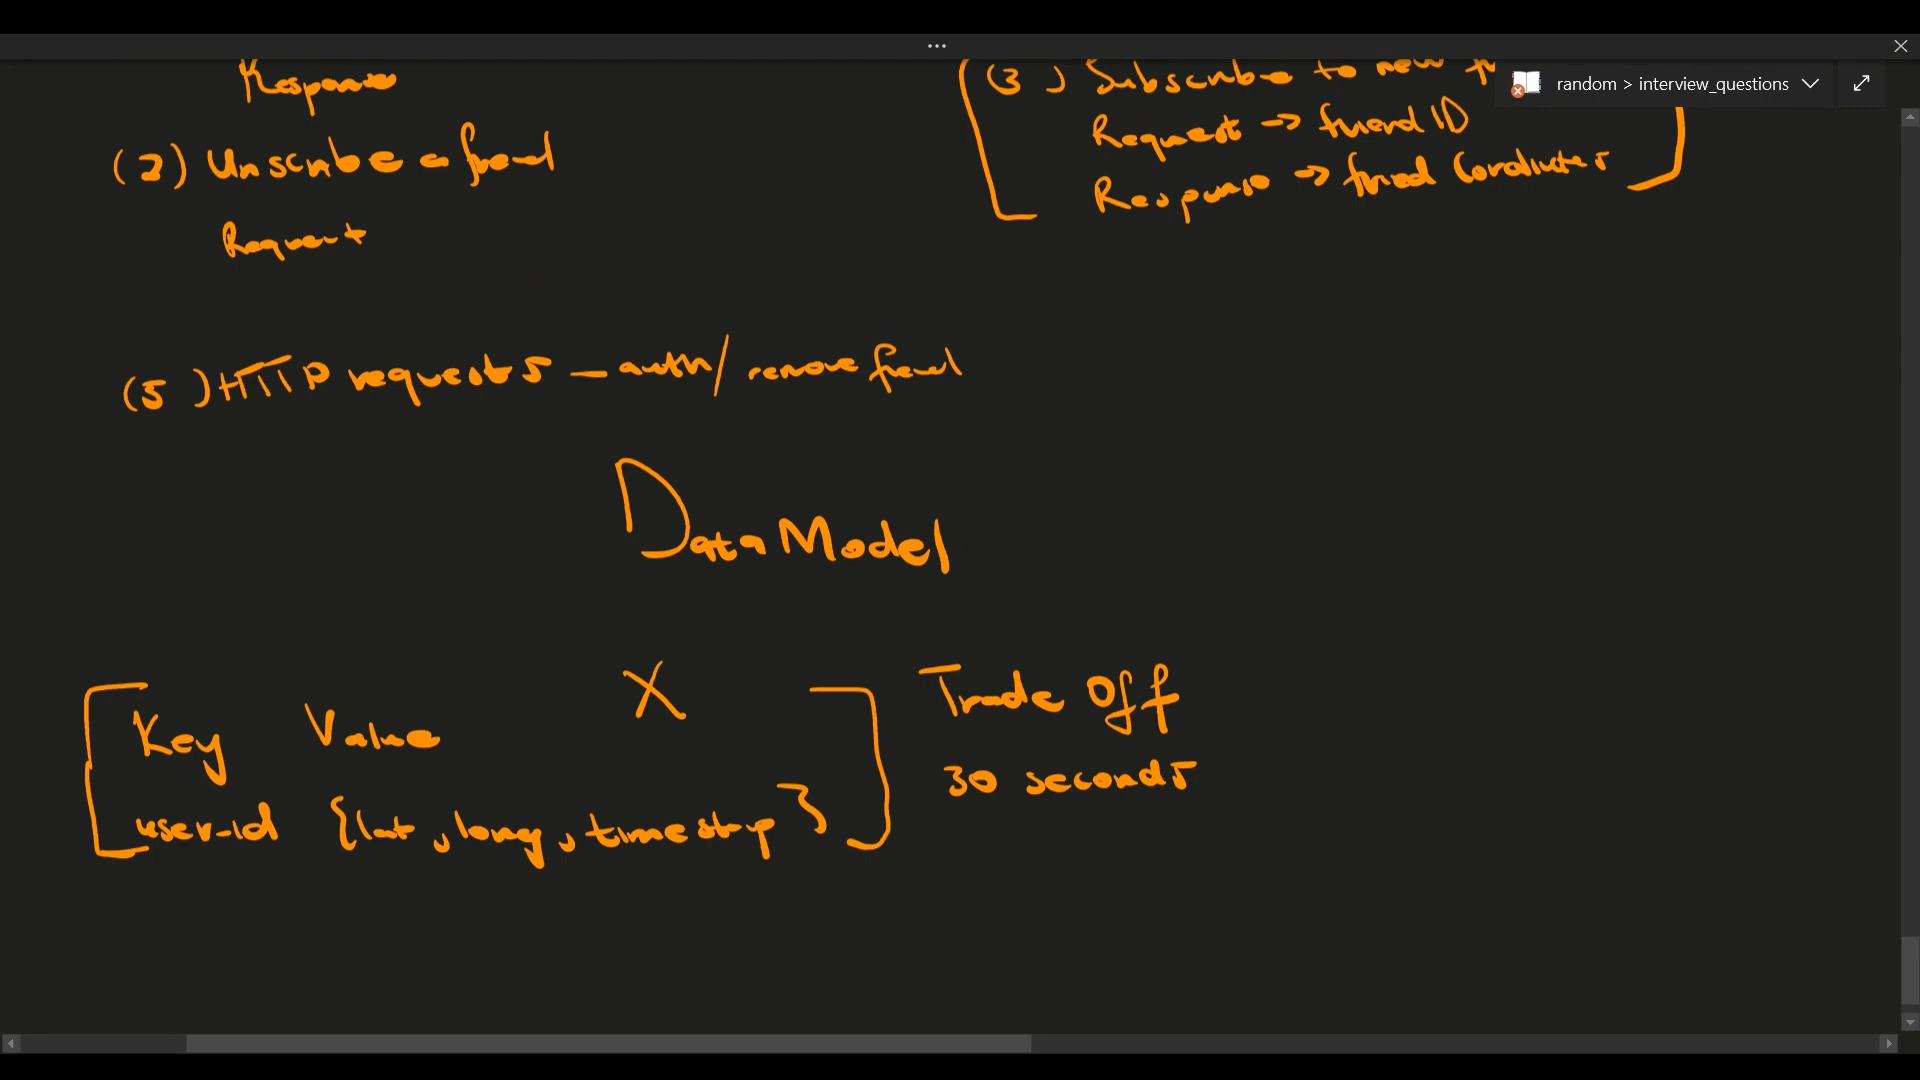 random > interview_questions
Response
(2) Unscribe a friend
Request
(3) Subscribe to new
Request → friend ID
Response → friend Cordinates
(5) HTTP requests - auth/ remove friend
Data Model
X
Key Value
user-id {lat, long, timestamp}
Trade Off
30 seconds